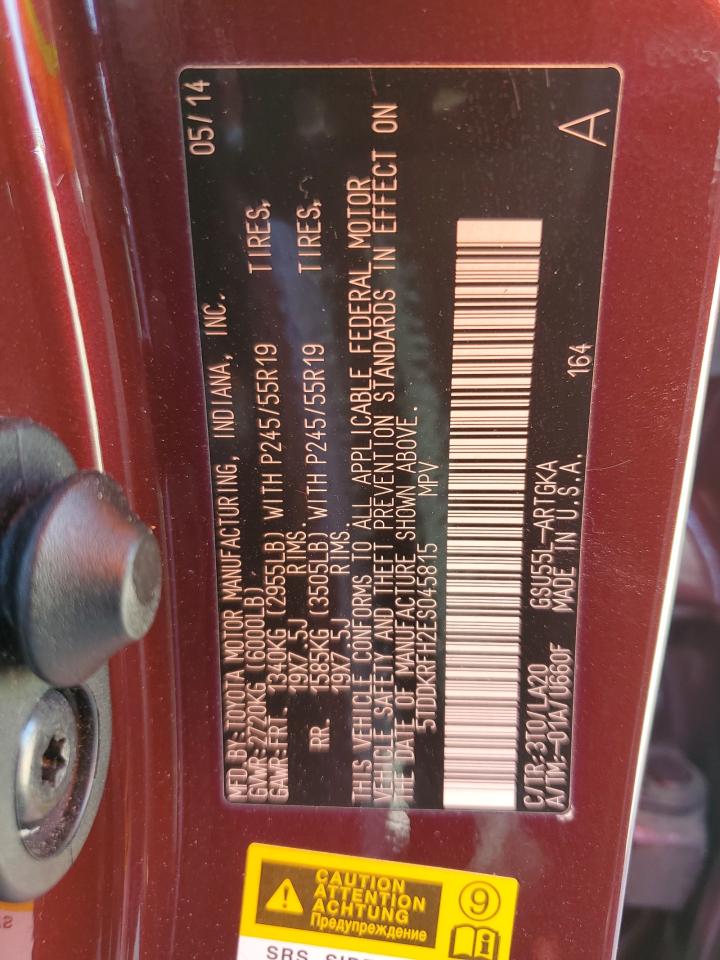 MFD.BY:TOYOTA MOTOR MANUFACTURING, INDIANA, INC. 05/14
GVWR:2720KG (6000LB)
GAWR:FRT. 1340KG (2955LB) WITH P245/55R19 TIRES,
19X7.5J RIMS.
RR. 1585KG (3505LB) WITH P245/55R19 TIRES,
19X7.5J RIMS.
THIS VEHICLE CONFORMS TO ALL APPLICABLE FEDERAL MOTOR
VEHICLE SAFETY AND THEFT PREVENTION STANDARDS IN EFFECT ON
THE DATE OF MANUFACTURE SHOWN ABOVE.
5TDDKRFH2ES045815 MPV
C/TR:3T0/LA20 GSU55L-ARTGKA 164 A
A/TM:-01A/U660F MADE IN U.S.A.
CAUTION
ATTENTION
ACHTUNG
Предупреждение
9